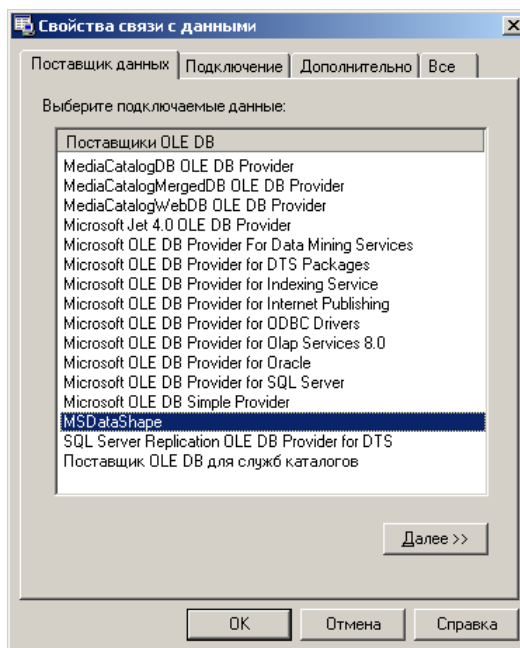 Свойства связи с данными
Поставщик данных Подключение Дополнительно Все
Выберите подключаемые данные:
Поставщики OLE DB
MediaCatalogDB OLE DB Provider
MediaCatalogMergedDB OLE DB Provider
MediaCatalogWebDB OLE DB Provider
Microsoft Jet 4.0 OLE DB Provider
Microsoft OLE DB Provider For Data Mining Services
Microsoft OLE DB Provider for DTS Packages
Microsoft OLE DB Provider for Indexing Service
Microsoft OLE DB Provider for Internet Publishing
Microsoft OLE DB Provider for ODBC Drivers
Microsoft OLE DB Provider for Olap Services 8.0
Microsoft OLE DB Provider for Oracle
Microsoft OLE DB Provider for SQL Server
Microsoft OLE DB Simple Provider
MSDataShape
SQL Server Replication OLE DB Provider for DTS
Поставщик OLE DB для служб каталогов
Далее >>
OK Отмена Справка